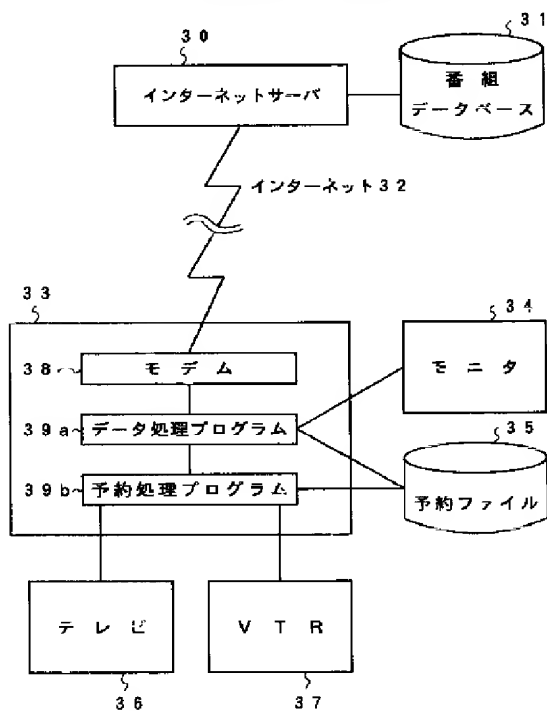 30
インターネットサーバ
31
番組
データベース
インターネット32
33
38
モデム
34
モニタ
39a
データ処理プログラム
35
予約ファイル
39b
予約処理プログラム
テレビ
36
VTR
37